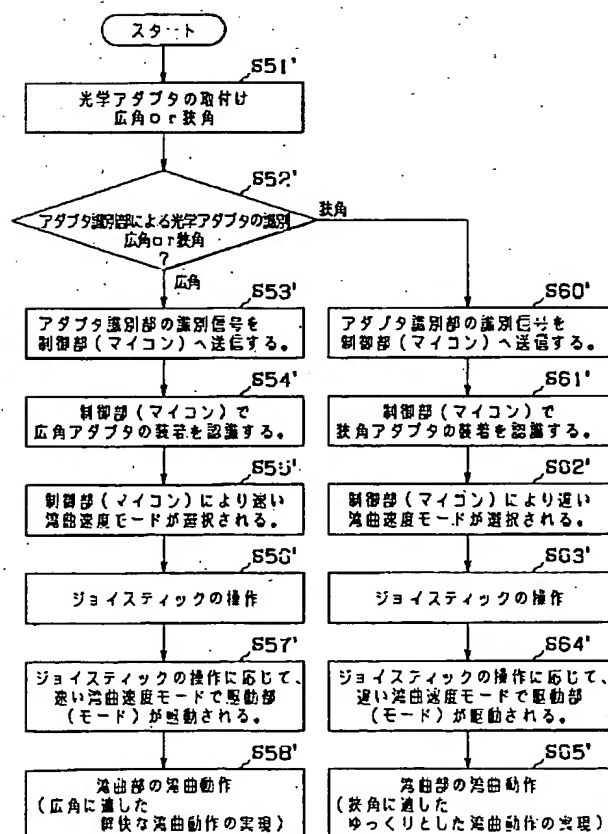 スタート
S51'
光学アダプタの取付け
広角or狭角
S52'
アダプタ識別部による光学アダプタの識別
広角or狭角
?
狭角
広角
S53'
アダプタ識別部の識別信号を
制御部(マイコン)へ送信する。
S54'
制御部(マイコン)で
広角アダプタの装着を認識する。
S55'
制御部(マイコン)により速い
湾曲速度モードが選択される。
S56'
ジョイスティックの操作
S57'
ジョイスティックの操作に応じて、
速い湾曲速度モードで駆動部
(モード)が駆動される。
S58'
湾曲部の湾曲動作
(広角に適した
軽快な湾曲動作の実現)
S60'
アダプタ識別部の識別信号を
制御部(マイコン)へ送信する。
S61'
制御部(マイコン)で
狭角アダプタの装着を認識する。
S62'
制御部(マイコン)により遅い
湾曲速度モードが選択される。
S63'
ジョイスティックの操作
S64'
ジョイスティックの操作に応じて、
遅い湾曲速度モードで駆動部
(モード)が駆動される。
S65'
湾曲部の湾曲動作
(狭角に適した
ゆっくりとした湾曲動作の実現)